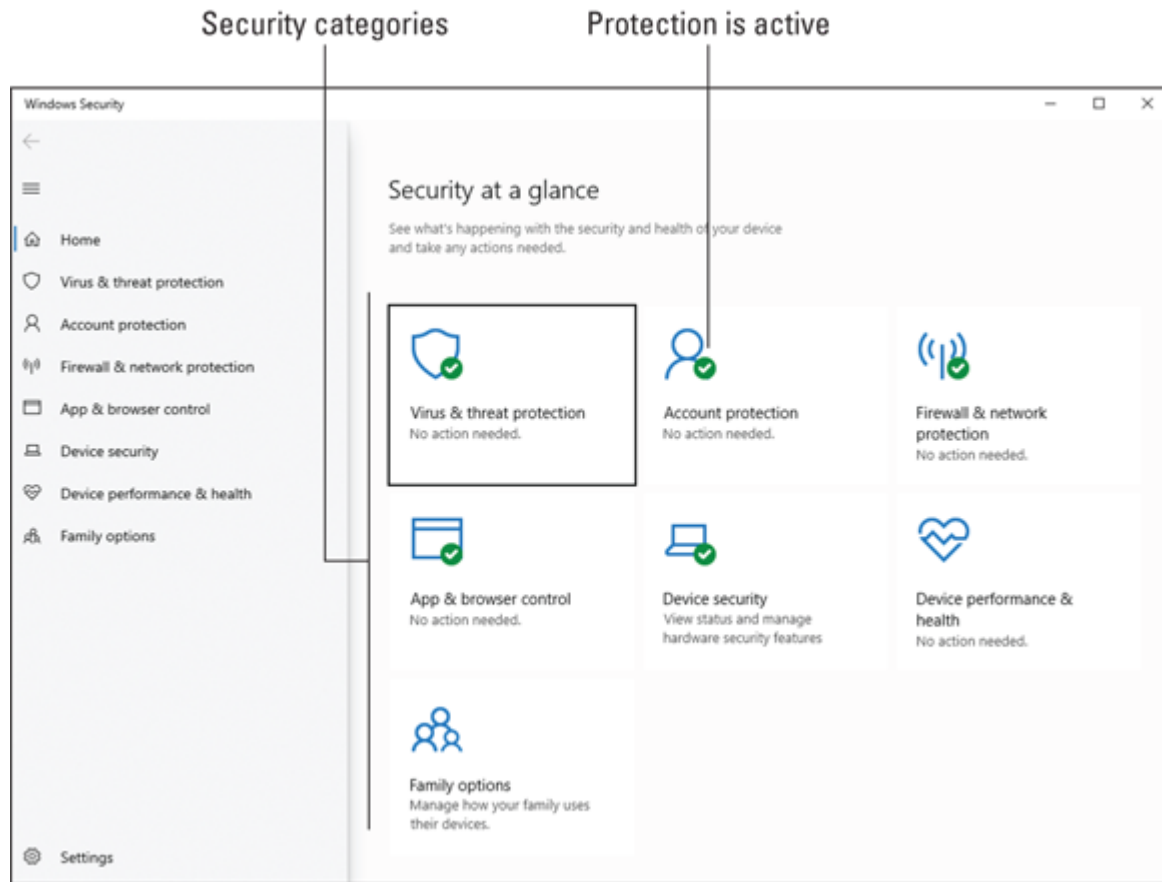 Security categories
Protection is active
Windows Security
Security at a glance
See what's happening with the security and health of your device
and take any actions needed.
Home
Virus & threat protection
Account protection
Firewall & network protection
App & browser control
Device security
Device performance & health
Family options
Settings
Virus & threat protection
No action needed.
Account protection
No action needed.
Firewall & network
protection
No action needed.
App & browser control
No action needed.
Device security
View status and manage
hardware security features
Device performance &
health
No action needed.
Family options
Manage how your family uses
their devices.